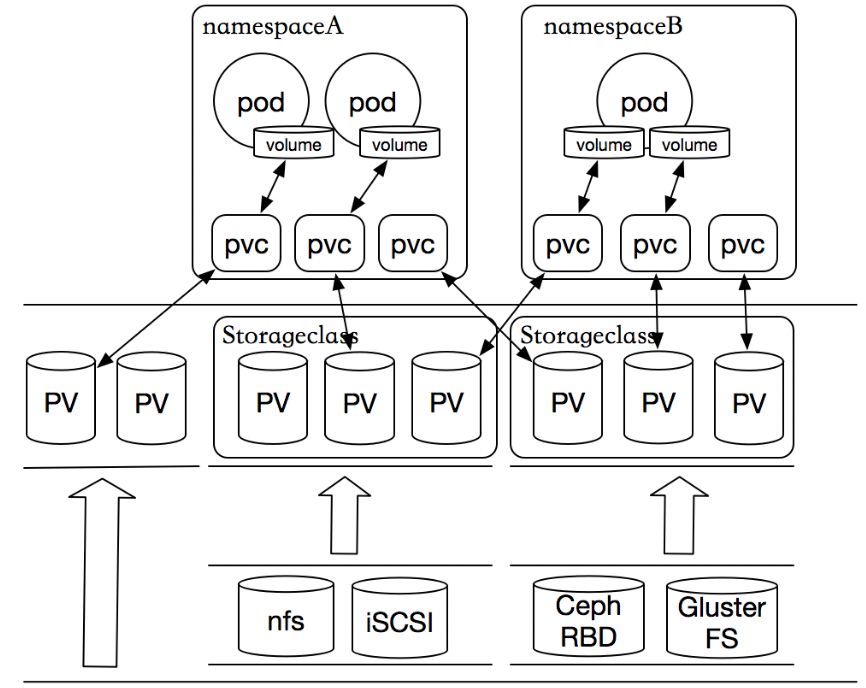 namespaceA
namespaceB
pod
pod
pod
volume
volume
volume
volume
pvc
pvc
pvc
pvc
pvc
pvc
Storageclass
Storageclass
PV
PV
PV
PV
PV
PV
PV
PV
nfs
iSCSI
Ceph
RBD
Gluster
FS